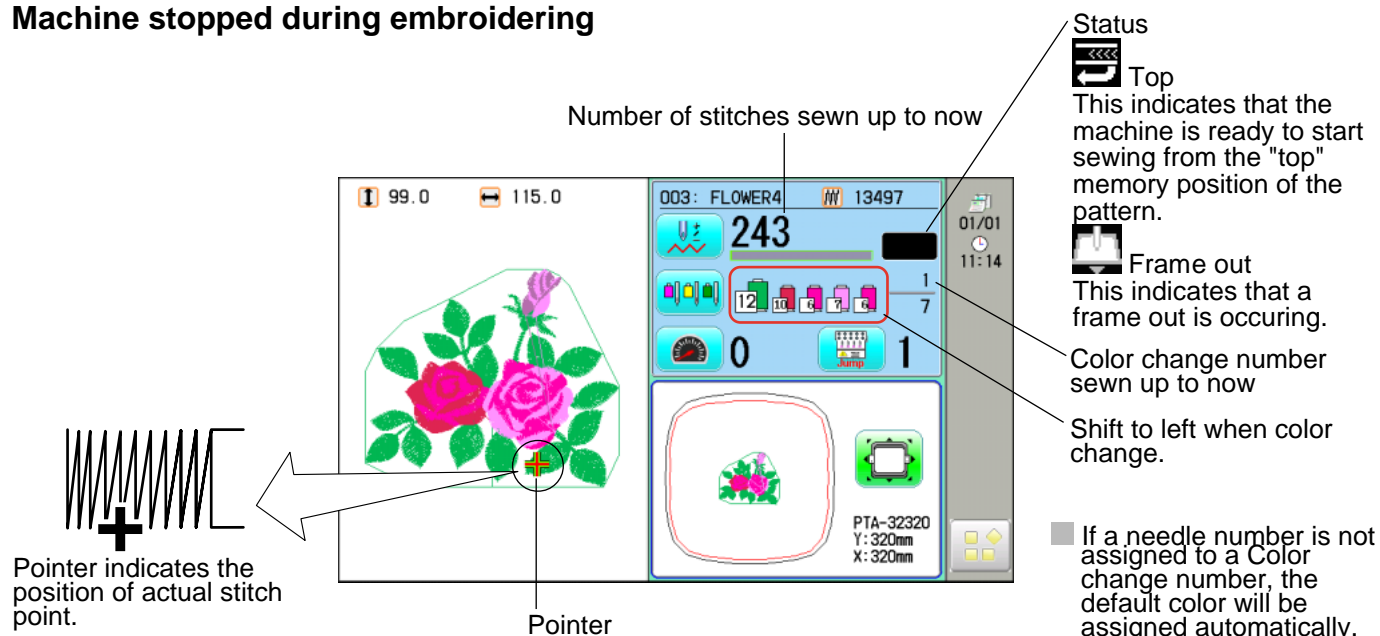 Machine stopped during embroidering
Status
Top
This indicates that the
machine is ready to start
sewing from the "top"
memory position of the
pattern.
Frame out
This indicates that a
frame out is occuring.
Color change number
sewn up to now
Shift to left when color
change.
If a needle number is not
assigned to a Color
change number, the
default color will be
assigned automatically.
Number of stitches sewn up to now
99.0 115.0
003: FLOWER4 13497
243
01/01
11:14
12 10 6 7 6
1
7
0
Jump
1
PTA-32320
Y:320mm
X:320mm
Pointer indicates the
position of actual stitch
point.
Pointer